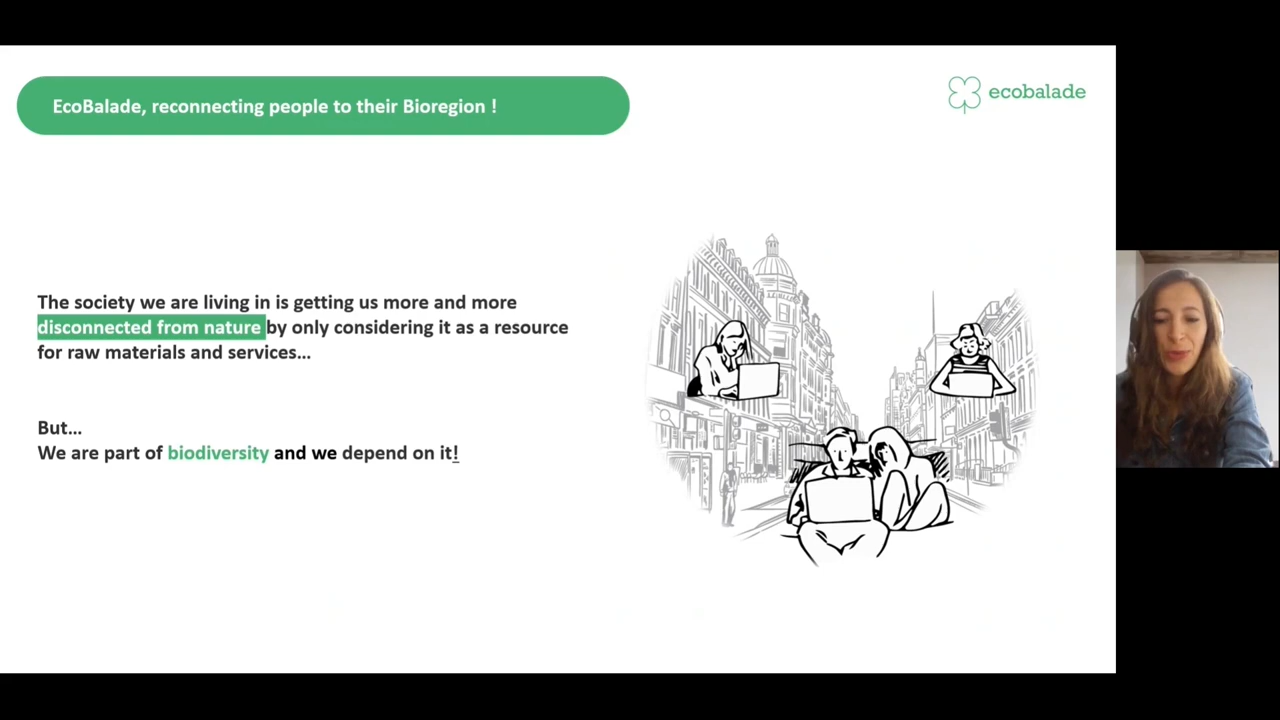 EcoBalade, reconnecting people to their Bioregion !
ecobalade
The society we are living in is getting us more and more
disconnected from nature by only considering it as a resource
for raw materials and services...
But...
We are part of biodiversity and we depend on it!